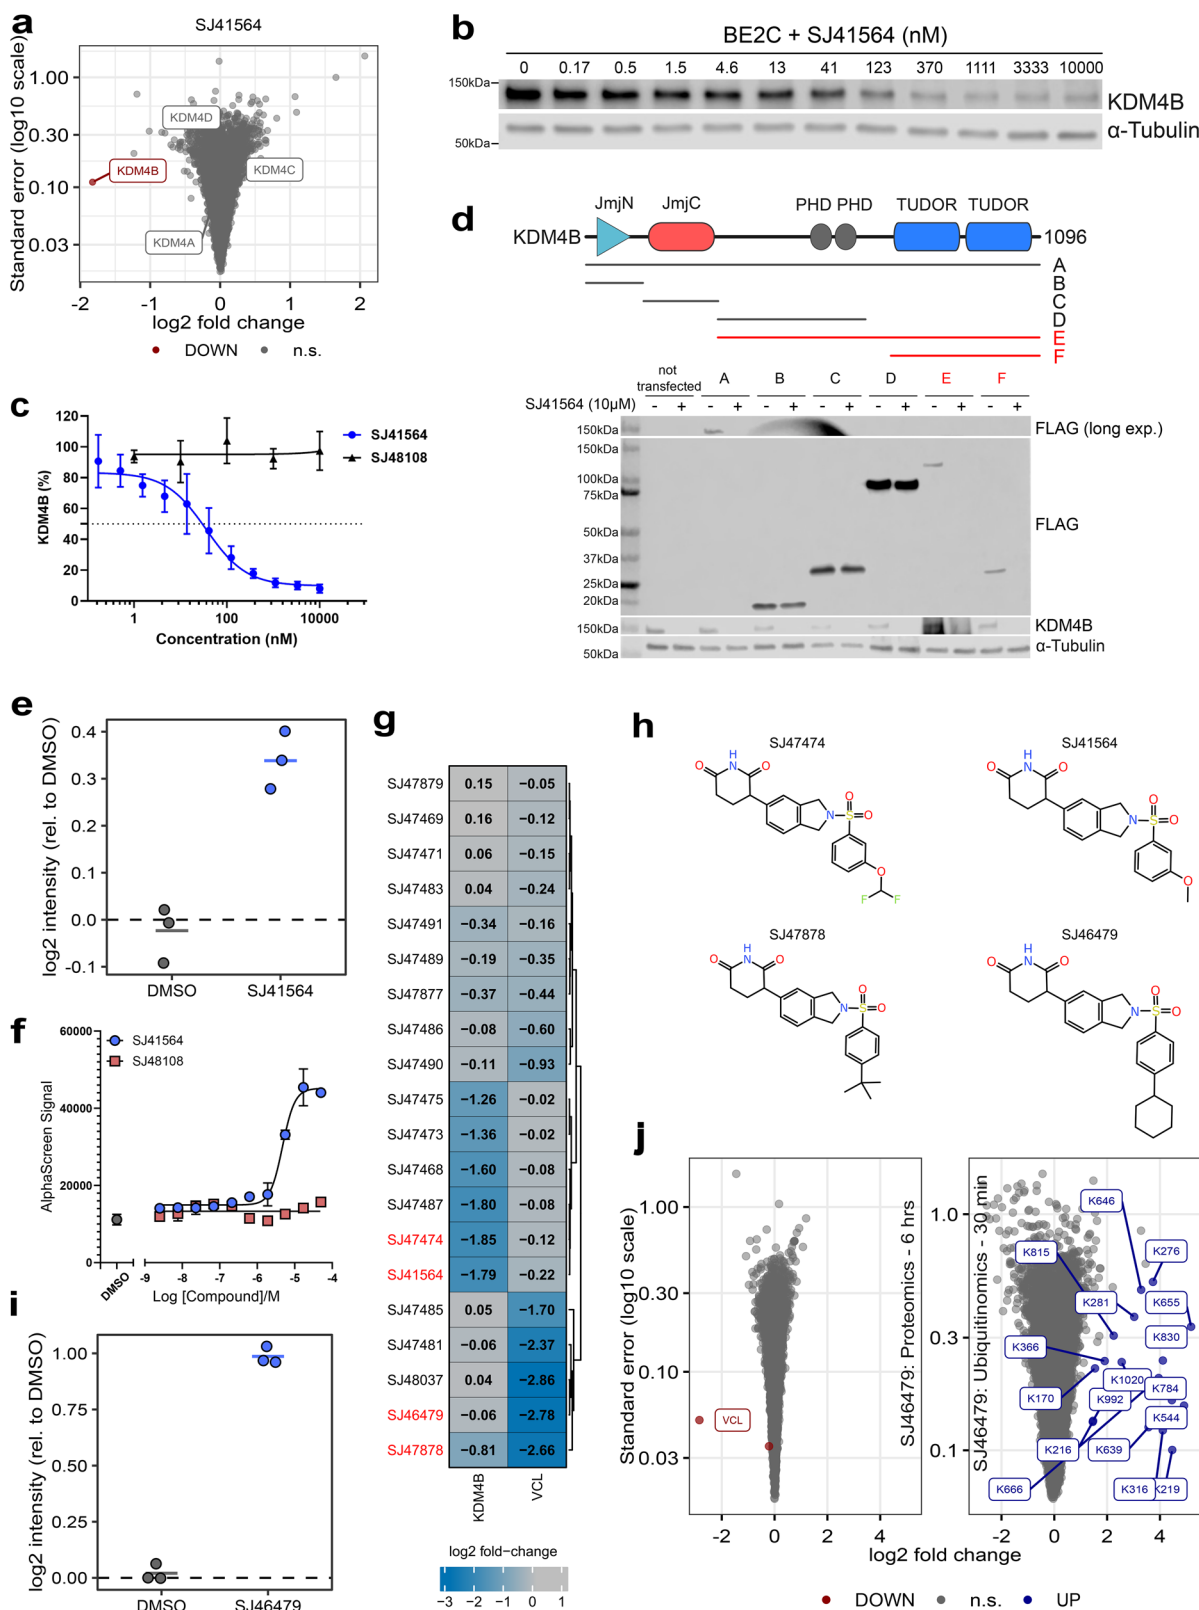 a
SJ41564
Standard error (log10 scale)
1.00
0.30
0.10
0.03
KDM4D
KDM4B
KDM4C
KDM4A
-2 -1 0 1 2
log2 fold change
DOWN n.s.
b
BE2C + SJ41564 (nM)
0 0.17 0.5 1.5 4.6 13 41 123 370 1111 3333 10000
150kDa
KDM4B
α-Tubulin
50kDa
c
KDM4B (%)
120
100
80
60
40
20
0
SJ41564
SJ48108
1 100 10000
Concentration (nM)
d
JmjN JmjC PHD PHD TUDOR TUDOR
KDM4B 1096
A
B
C
D
E
F
not transfected A B C D E F
SJ41564 (10µM) - + - + - + - + - + - + - +
150kDa FLAG (long exp.)
150kDa
100kDa
75kDa
50kDa FLAG
37kDa
25kDa
20kDa
150kDa KDM4B
50kDa α-Tubulin
e
log2 intensity (rel. to DMSO)
0.4
0.3
0.2
0.1
0.0
-0.1
DMSO SJ41564
f
AlphaScreen Signal
60000
40000
20000
0
SJ41564
SJ48108
DMSO -9 -8 -7 -6 -5 -4
Log [Compound]/M
g
SJ47879 0.15 −0.05
SJ47469 0.16 −0.12
SJ47471 0.06 −0.15
SJ47483 0.04 −0.24
SJ47491 −0.34 −0.16
SJ47489 −0.19 −0.35
SJ47877 −0.37 −0.44
SJ47486 −0.08 −0.60
SJ47490 −0.11 −0.93
SJ47475 −1.26 −0.02
SJ47473 −1.36 −0.02
SJ47468 −1.60 −0.08
SJ47487 −1.80 −0.08
SJ47474 −1.85 −0.12
SJ41564 −1.79 −0.22
SJ47485 0.05 −1.70
SJ47481 −0.06 −2.37
SJ48037 0.04 −2.86
SJ46479 −0.06 −2.78
SJ47878 −0.81 −2.66
KDM4B VCL
log2 fold−change
−3 −2 −1 0 1
h
SJ47474 SJ41564
H H
O N O O N O
O O
N S=O N S=O
O O
F F
SJ47878 SJ46479
H H
O N O O N O
O O
N S=O N S=O
i
log2 intensity (rel. to DMSO)
1.00
0.75
0.50
0.25
0.00
DMSO SJ46479
j
Standard error (log10 scale)
1.00
0.30
0.10
0.03
VCL
-2 0 2 4
SJ46479: Proteomics - 6 hrs
1.0
0.3
0.1
K646
K815
K276
K281
K655
K830
K366
K1020
K784
K170
K992
K544
K216
K639
K666
K316
K219
-2 0 2 4
SJ46479: Ubiquitinomics - 30 min
log2 fold change
DOWN n.s. UP